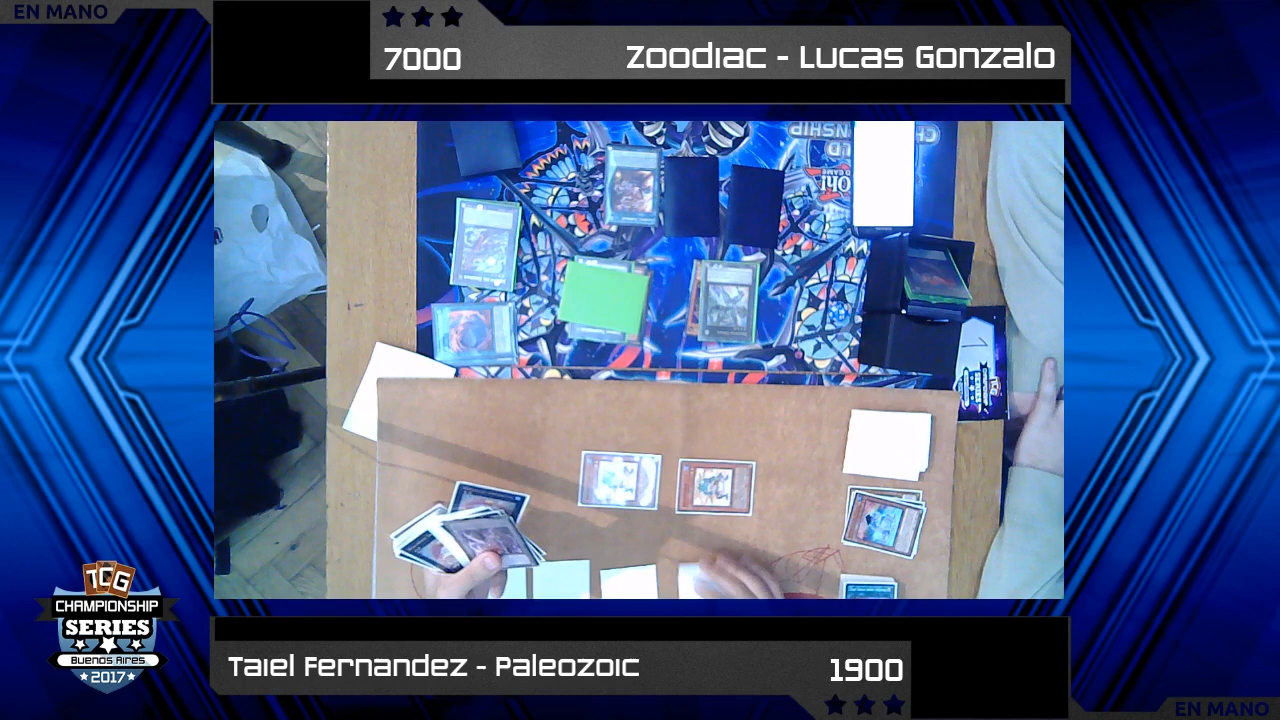 EN MANO
7000
Zoodiac - Lucas Gonzalo
TCG
CHAMPIONSHIP
SERIES
Buenos Aires
2017
Taiel Fernandez - Paleozoic
1900
EN MANO